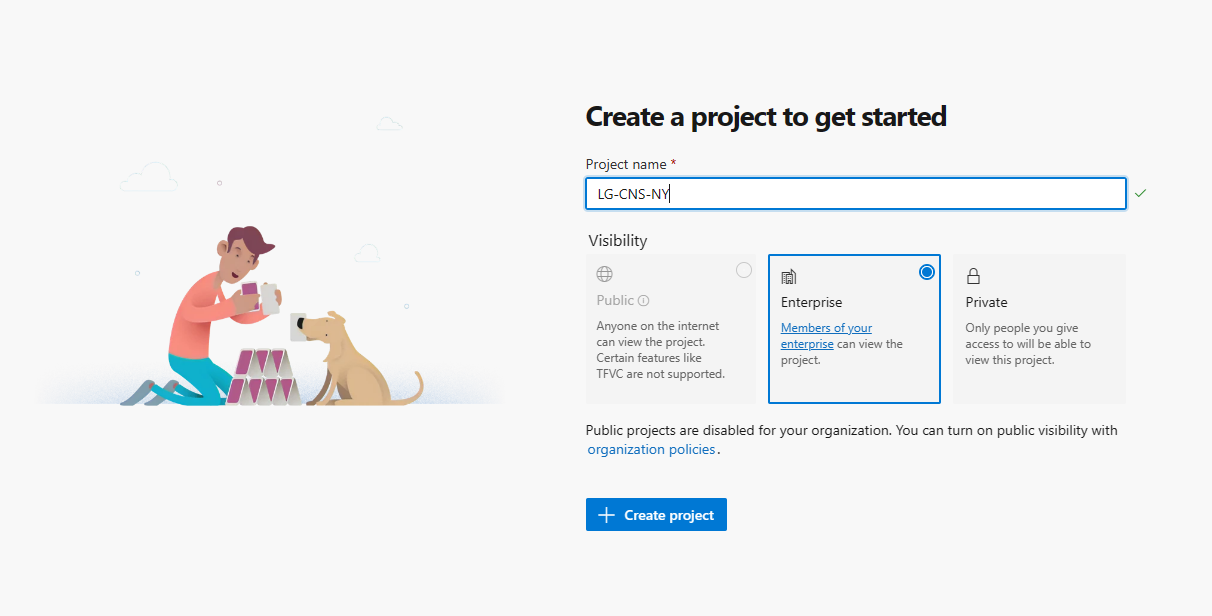 Create a project to get started
Project name *
LG-CNS-NY
Visibility
Public
Anyone on the internet
can view the project.
Certain features like
TFVC are not supported.
Enterprise
Members of your
enterprise can view the
project.
Private
Only people you give
access to will be able to
view this project.
Public projects are disabled for your organization. You can turn on public visibility with
organization policies.
Create project